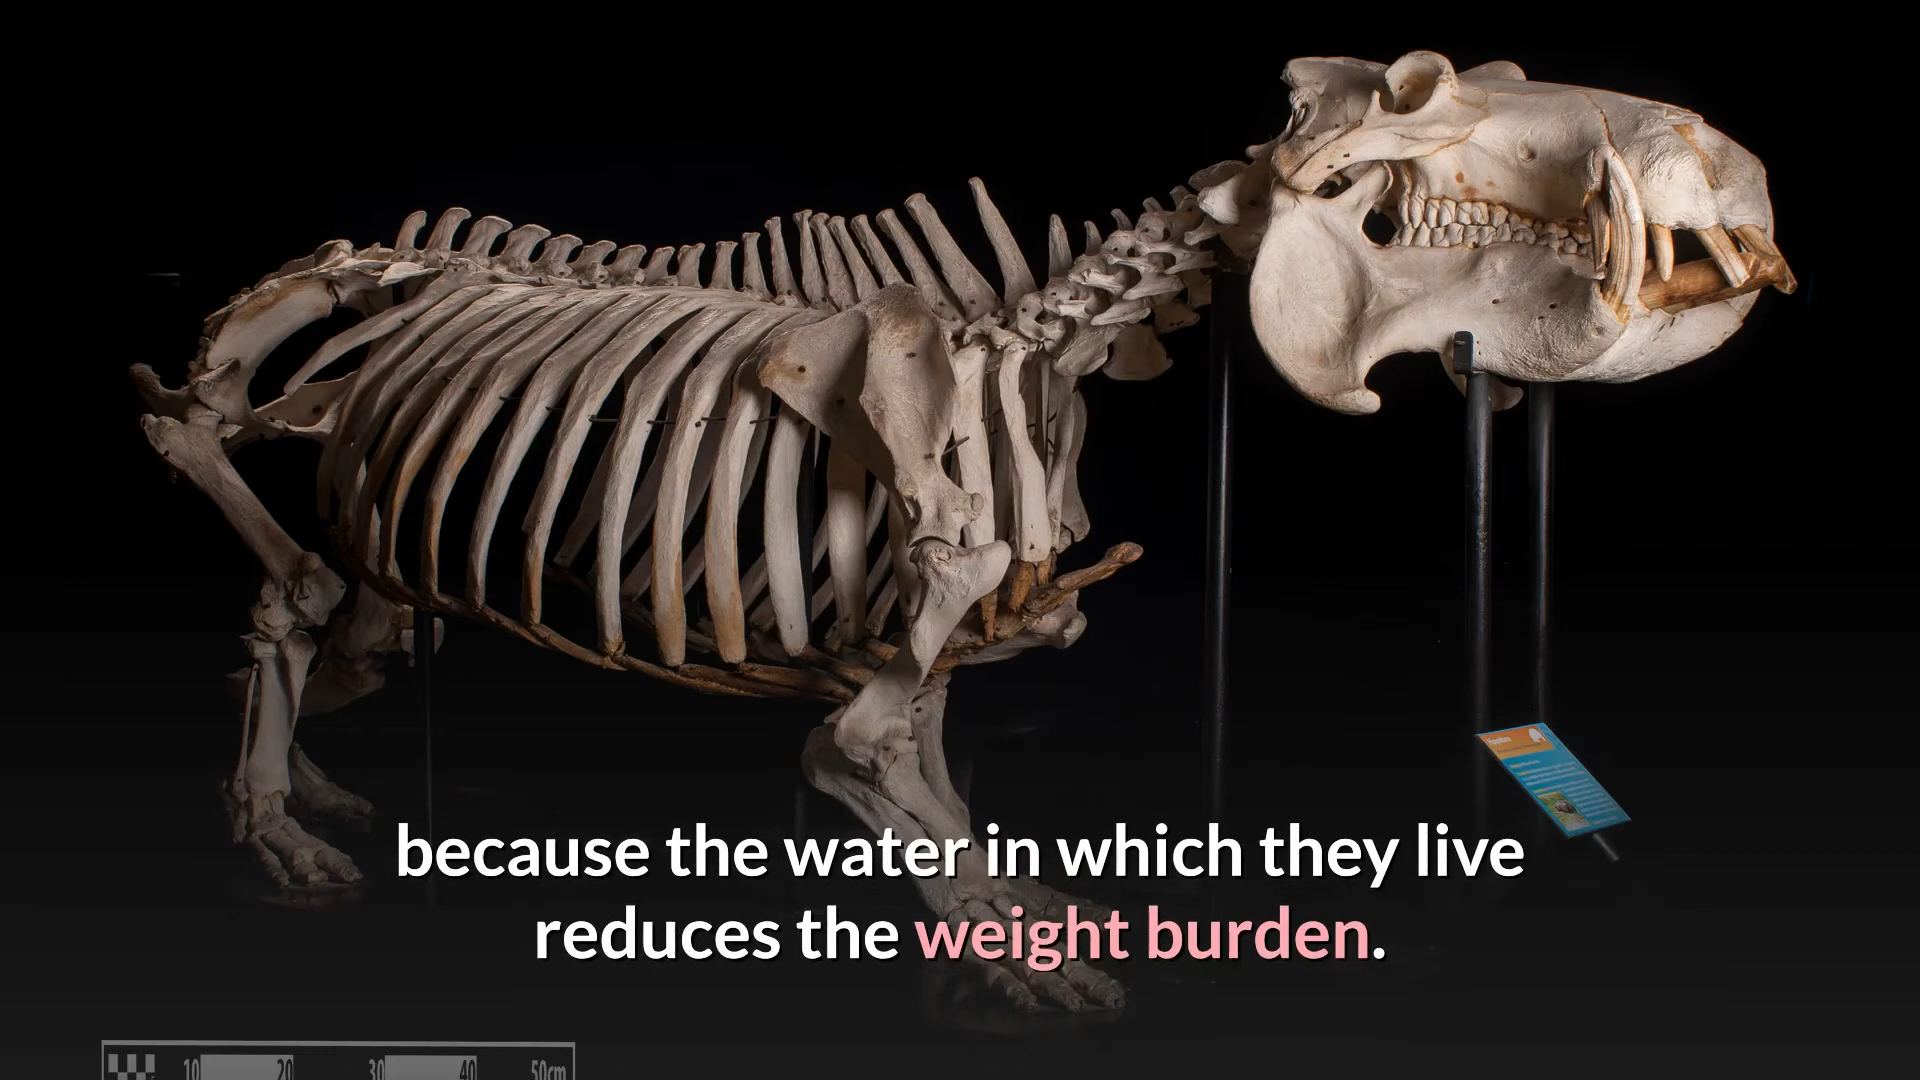 because the water in which they live
reduces the weight burden.
10 20 30 40 50cm